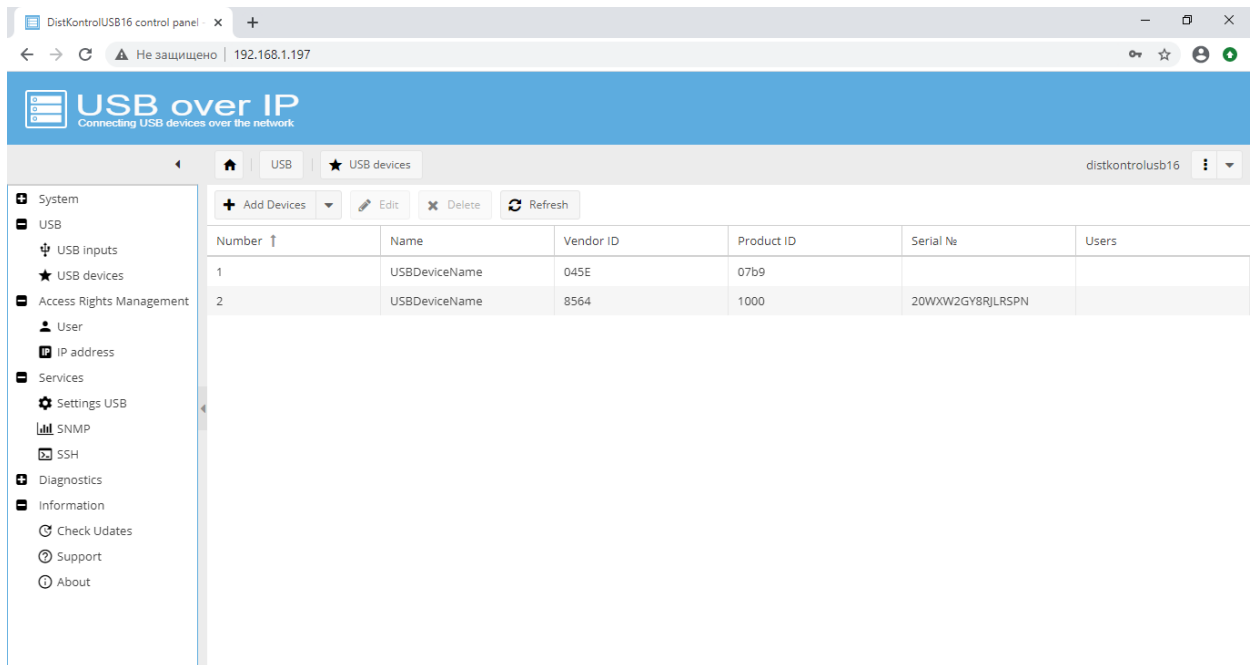 DistKontrolUSB16 control panel -
Не защищено | 192.168.1.197
USB over IP
Connecting USB devices over the network
USB
USB devices
distkontrolusb16
System
USB
USB inputs
USB devices
Access Rights Management
User
IP address
Services
Settings USB
SNMP
SSH
Diagnostics
Information
Check Udates
Support
About
Add Devices Edit Delete Refresh
Number Name Vendor ID Product ID Serial № Users
1 USBDeviceName 045E 07b9
2 USBDeviceName 8564 1000 20WXW2GY8RJLRSPN